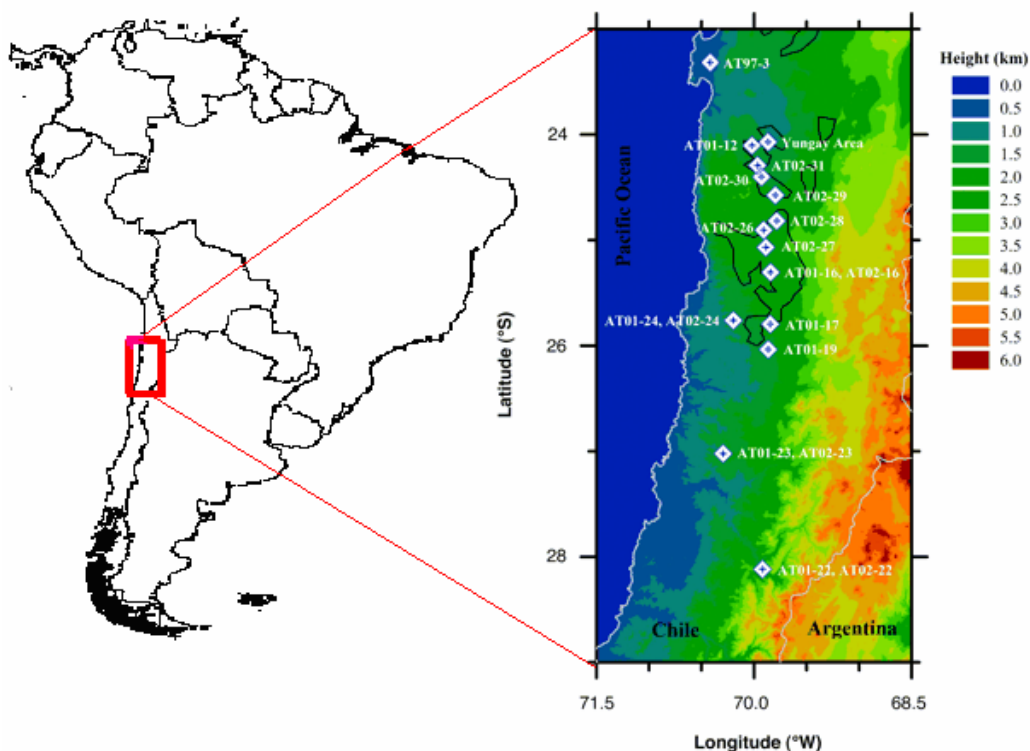 Height (km)
0.0
0.5
1.0
1.5
2.0
2.5
3.0
3.5
4.0
4.5
5.0
5.5
6.0
Pacific Ocean
Latitude (°S)
24
26
28
AT97-3
AT01-12
Yungay Area
AT02-31
AT02-30
AT02-29
AT02-28
AT02-26
AT02-27
AT01-16, AT02-16
AT01-24, AT02-24
AT01-17
AT01-19
AT01-23, AT02-23
AT01-22, AT02-22
Chile
Argentina
71.5
70.0
68.5
Longitude (°W)